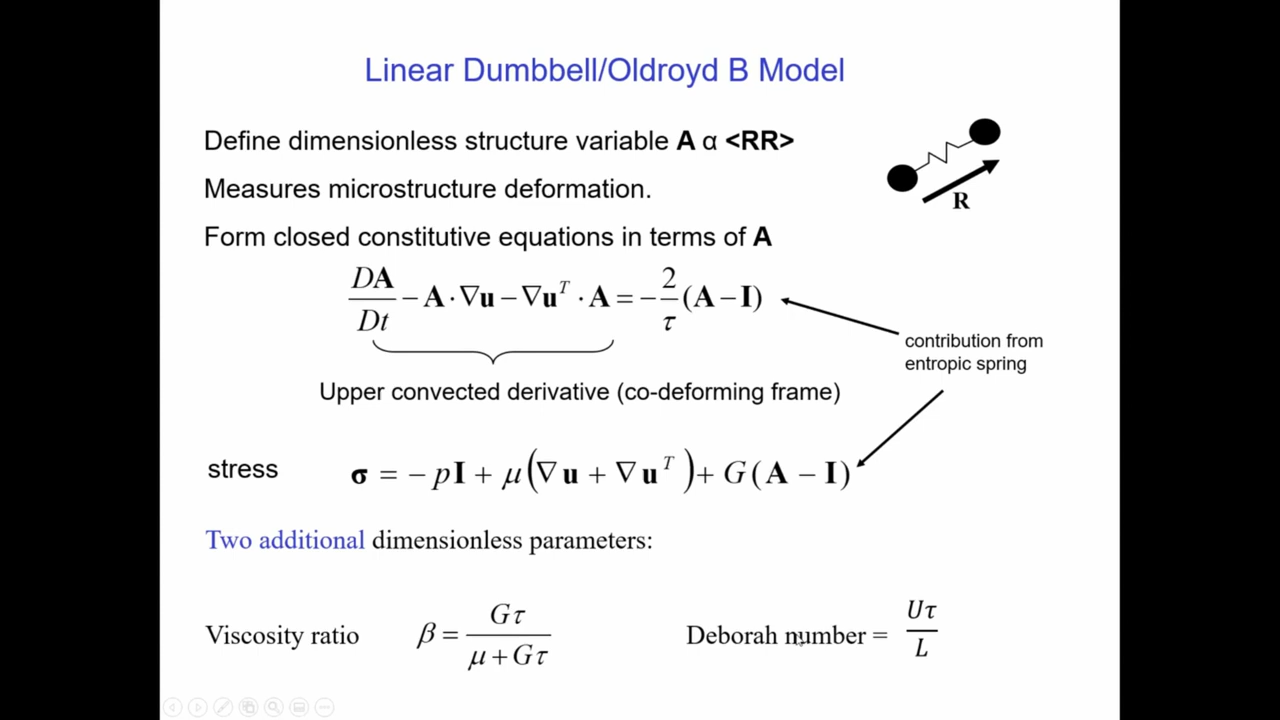 Linear Dumbbell/Oldroyd B Model
Define dimensionless structure variable A α <RR>
Measures microstructure deformation.
R
Form closed constitutive equations in terms of A
DA/Dt − A·∇u − ∇uᵀ·A = −2/τ (A − I)
contribution from
entropic spring
Upper convected derivative (co-deforming frame)
stress σ = −pI + μ(∇u + ∇uᵀ) + G(A − I)
Two additional dimensionless parameters:
Viscosity ratio β = Gτ/(μ + Gτ) Deborah number = Uτ/L